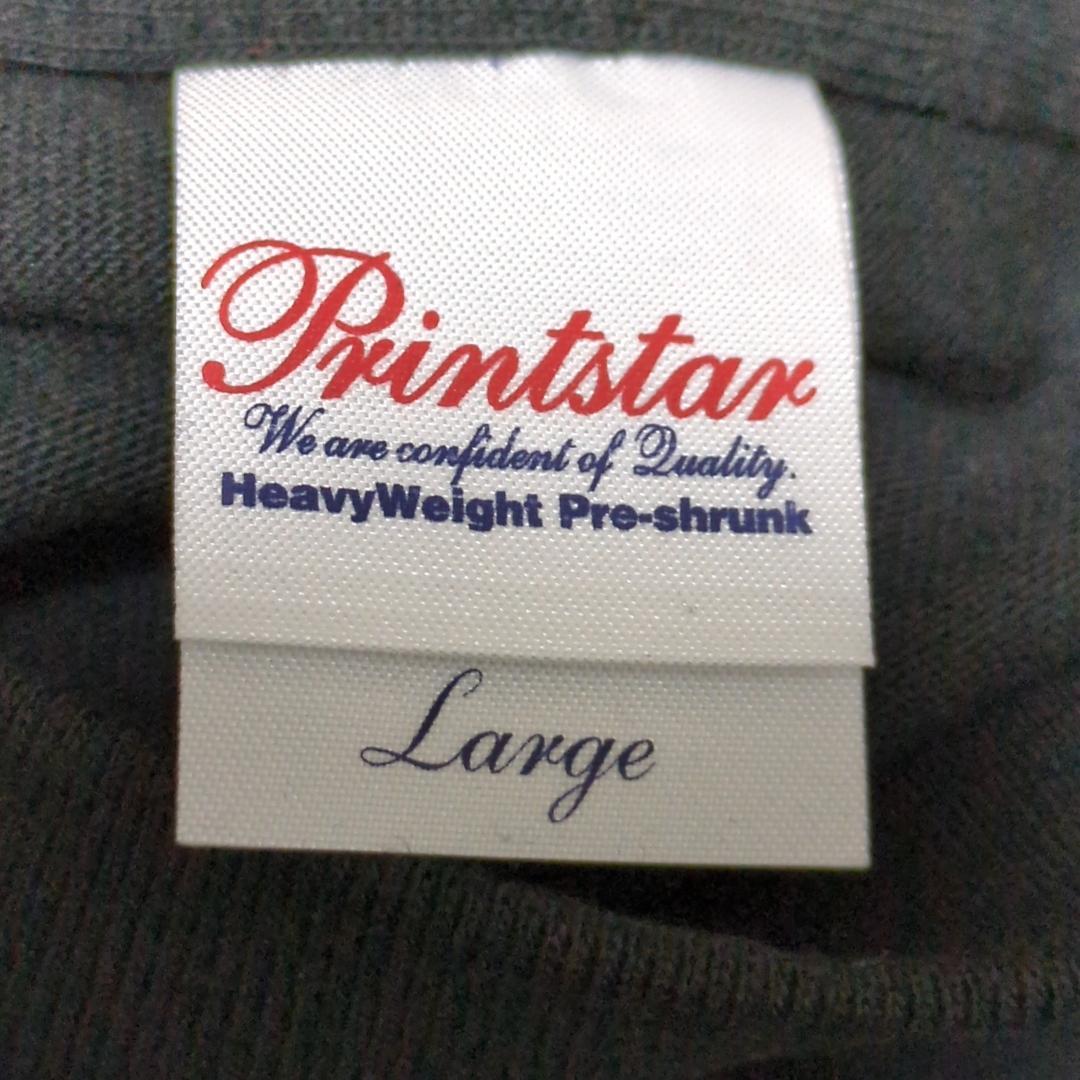 Printstar
We are confident of Quality.
HeavyWeight Pre-shrunk
Large